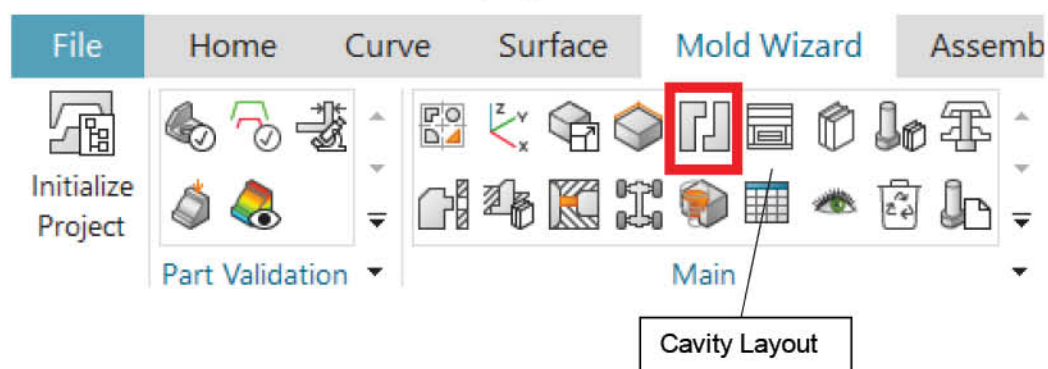 File Home Curve Surface Mold Wizard Assemb
Initialize
Project
Z
Y
X
Part Validation
Main
Cavity Layout